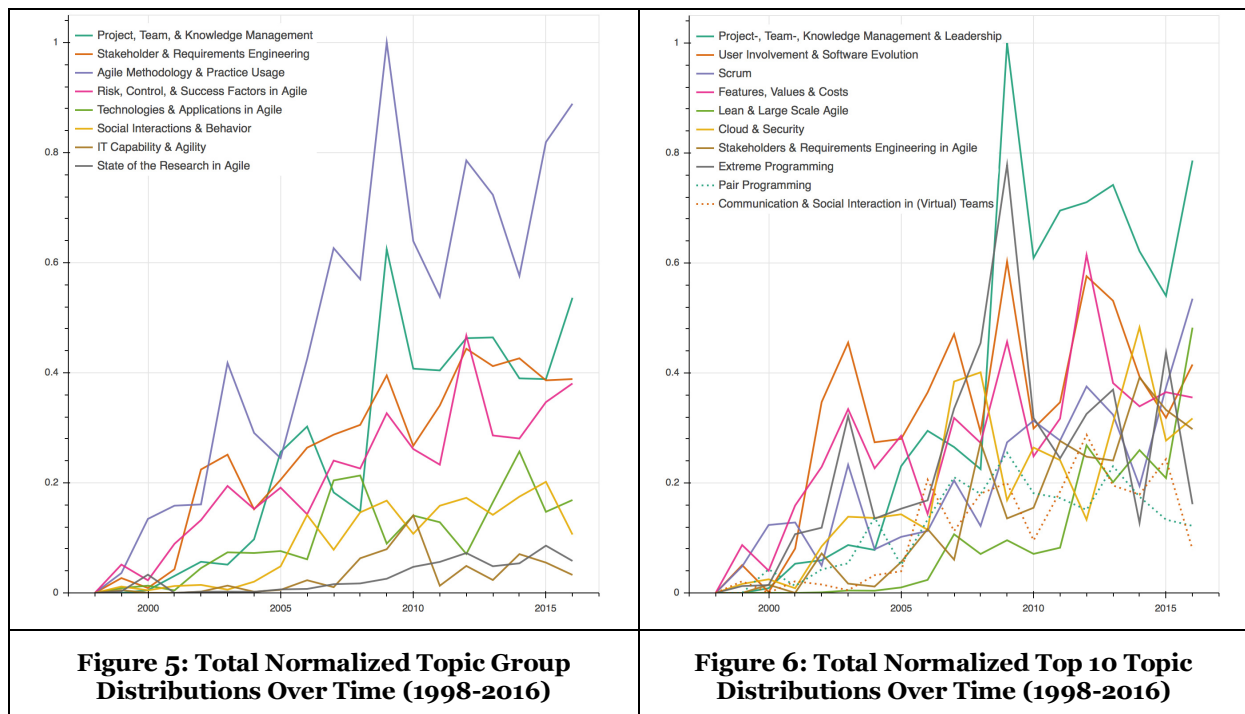 Project, Team, & Knowledge Management
Stakeholder & Requirements Engineering
Agile Methodology & Practice Usage
Risk, Control, & Success Factors in Agile
Technologies & Applications in Agile
Social Interactions & Behavior
IT Capability & Agility
State of the Research in Agile
1
0.8
0.6
0.4
0.2
0
2000
2005
2010
2015
Figure 5: Total Normalized Topic Group
Distributions Over Time (1998-2016)
Project-, Team-, Knowledge Management & Leadership
User Involvement & Software Evolution
Scrum
Features, Values & Costs
Lean & Large Scale Agile
Cloud & Security
Stakeholders & Requirements Engineering in Agile
Extreme Programming
Pair Programming
Communication & Social Interaction in (Virtual) Teams
1
0.8
0.6
0.4
0.2
0
2000
2005
2010
2015
Figure 6: Total Normalized Top 10 Topic
Distributions Over Time (1998-2016)